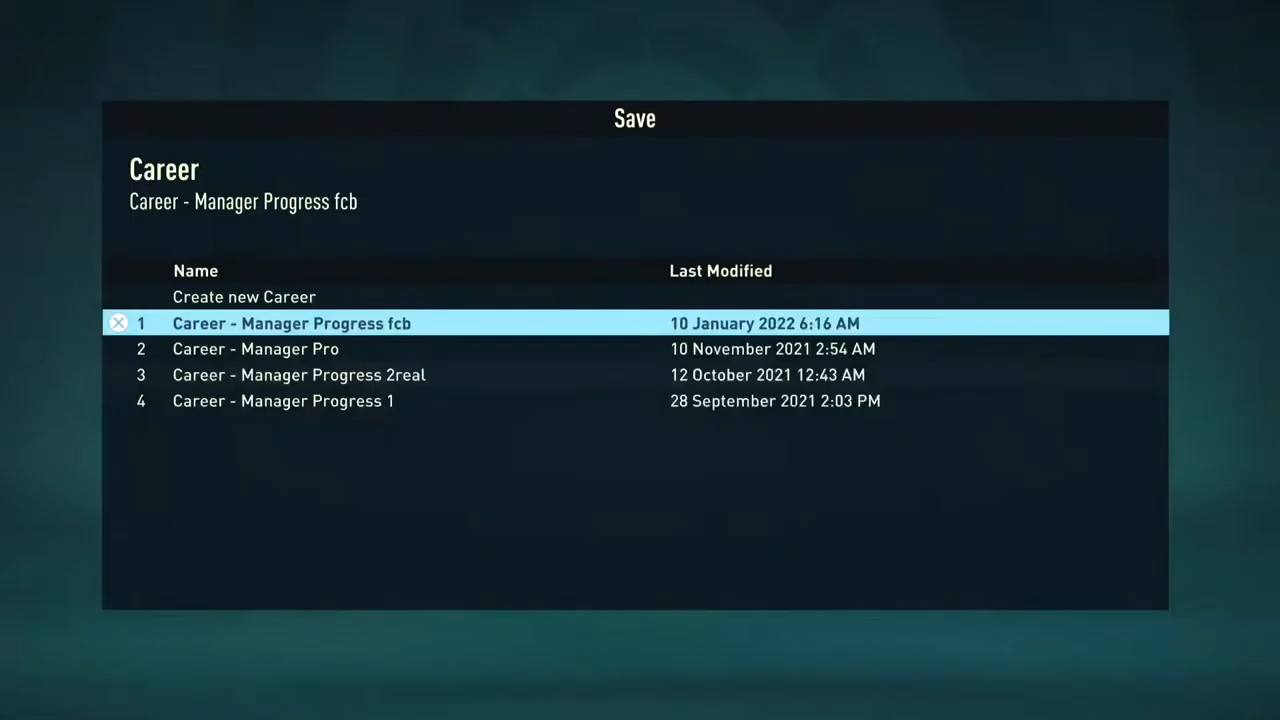 Save
Career
Career - Manager Progress fcb
Name Last Modified
Create new Career
1 Career - Manager Progress fcb 10 January 2022 6:16 AM
2 Career - Manager Pro 10 November 2021 2:54 AM
3 Career - Manager Progress 2real 12 October 2021 12:43 AM
4 Career - Manager Progress 1 28 September 2021 2:03 PM